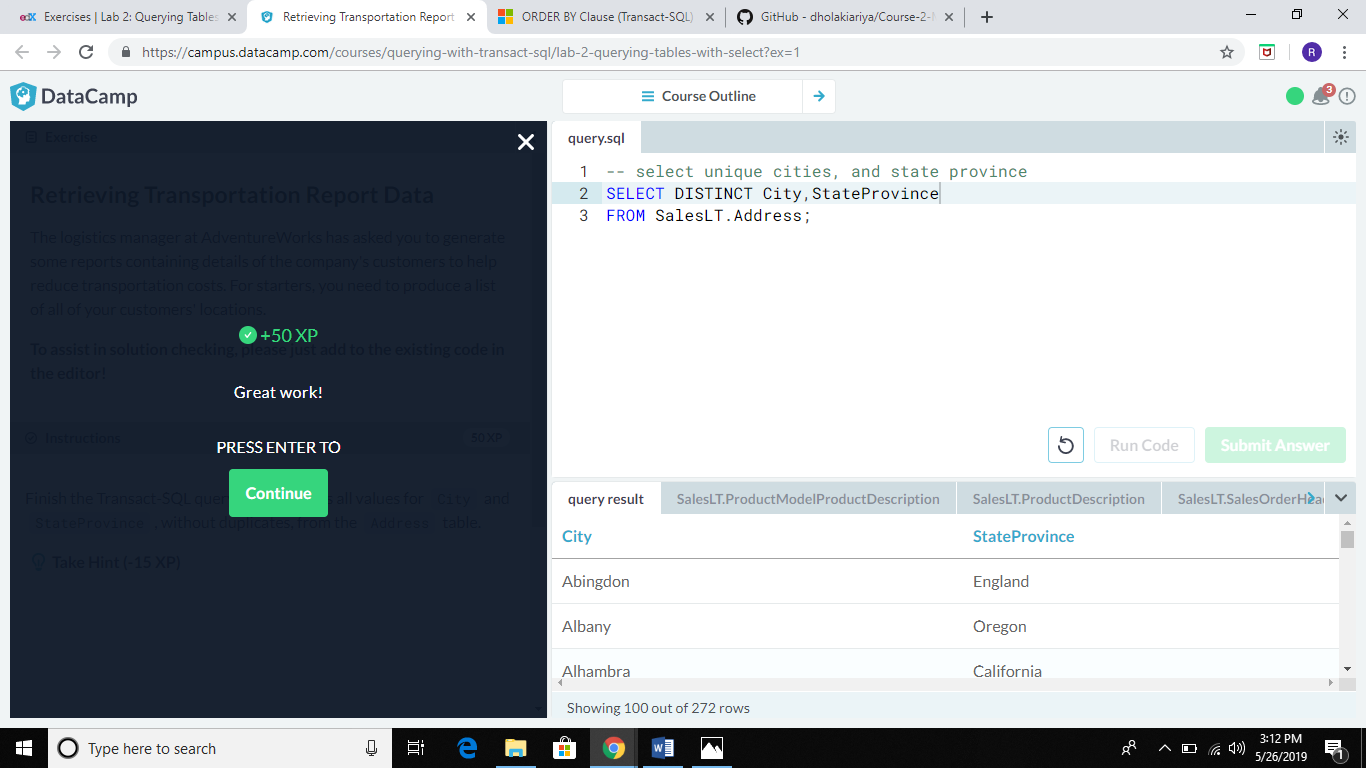 Exercises | Lab 2: Querying Tables
Retrieving Transportation Report
ORDER BY Clause (Transact-SQL)
GitHub - dholakiariya/Course-2-
https://campus.datacamp.com/courses/querying-with-transact-sql/lab-2-querying-tables-with-select?ex=1
R
DataCamp
Course Outline
3
Exercise
Retrieving Transportation Report Data
The logistics manager at AdventureWorks has asked you to generate
some reports containing details of the company's customers to help
reduce transportation costs. For starters, you need to produce a list
of all of your customers' locations.
+50 XP
To assist in solution checking, please just add to the existing code in
the editor!
Great work!
Instructions
50 XP
PRESS ENTER TO
Continue
Finish the Transact-SQL all values for City and
StateProvince, without duplicates, from the Address table.
Take Hint (-15 XP)
query.sql
1 -- select unique cities, and state province
2 SELECT DISTINCT City,StateProvince
3 FROM SalesLT.Address;
Run Code
Submit Answer
query result
SalesLT.ProductModelProductDescription
SalesLT.ProductDescription
City StateProvince
Abingdon England
Albany Oregon
Alhambra California
Showing 100 out of 272 rows
Type here to search
3:12 PM
5/26/2019
1